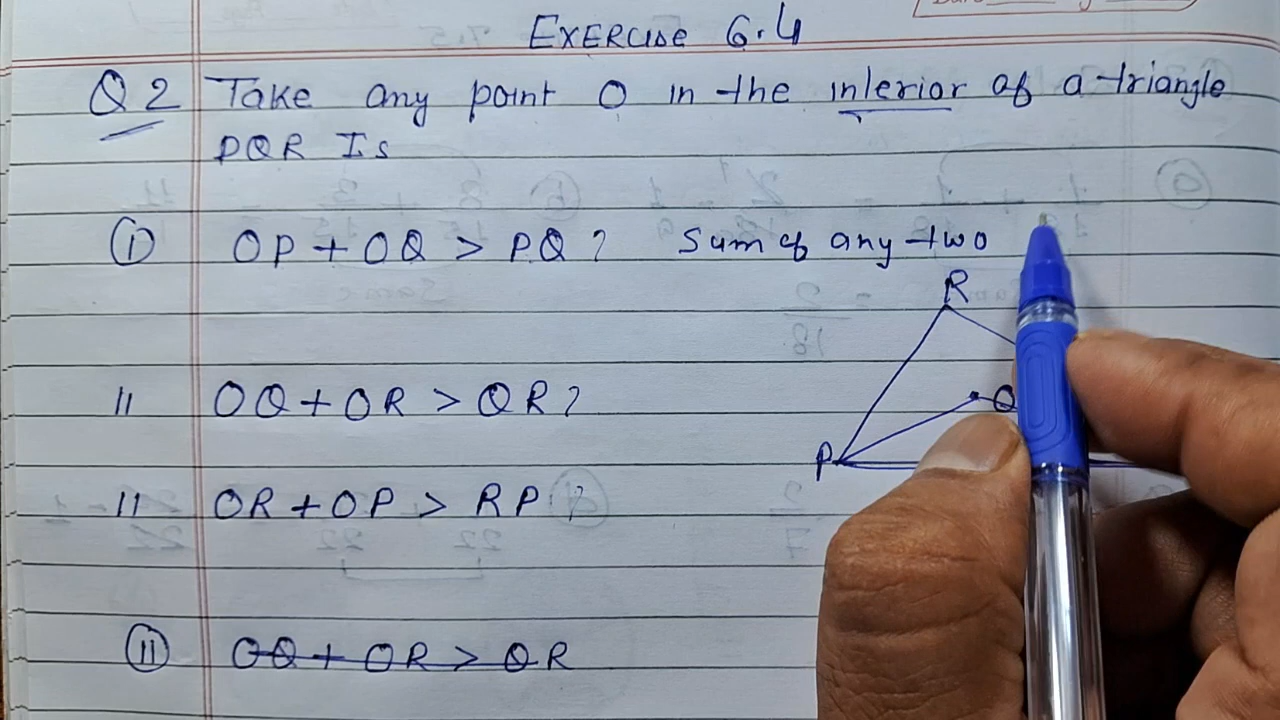 EXERCISE 6.4
Q2 Take any point O in the interior of a triangle
PQR Is
(i) OP + OQ > PQ ? Sum of any two
R
ii OQ + OR > QR ?
O
P
ii OR + OP > RP ?
(ii) OQ + OR > QR